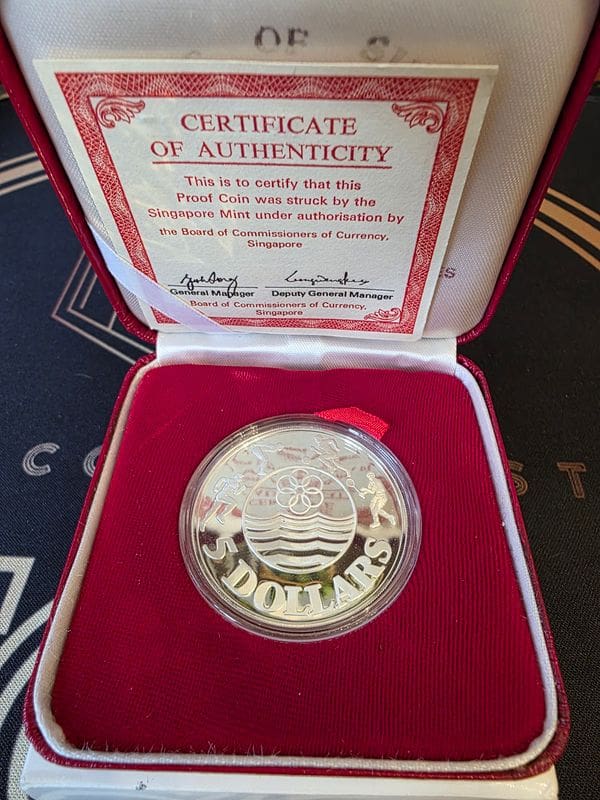 OF
CERTIFICATE
OF AUTHENTICITY
This is to certify that this
Proof Coin was struck by the
Singapore Mint under authorisation by
the Board of Commissioners of Currency,
Singapore
General Manager Deputy General Manager
Board of Commissioners of Currency,
Singapore
5 DOLLARS